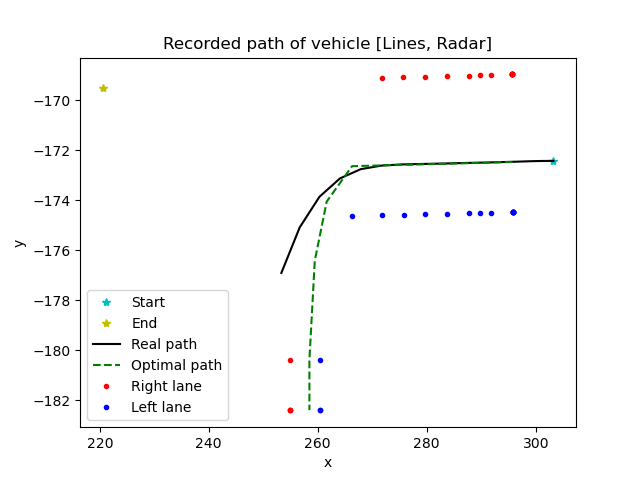 Recorded path of vehicle [Lines, Radar]
−170
−172
−174
−176
−178
−180
−182
y
Start
End
Real path
Optimal path
Right lane
Left lane
220
240
260
280
300
x